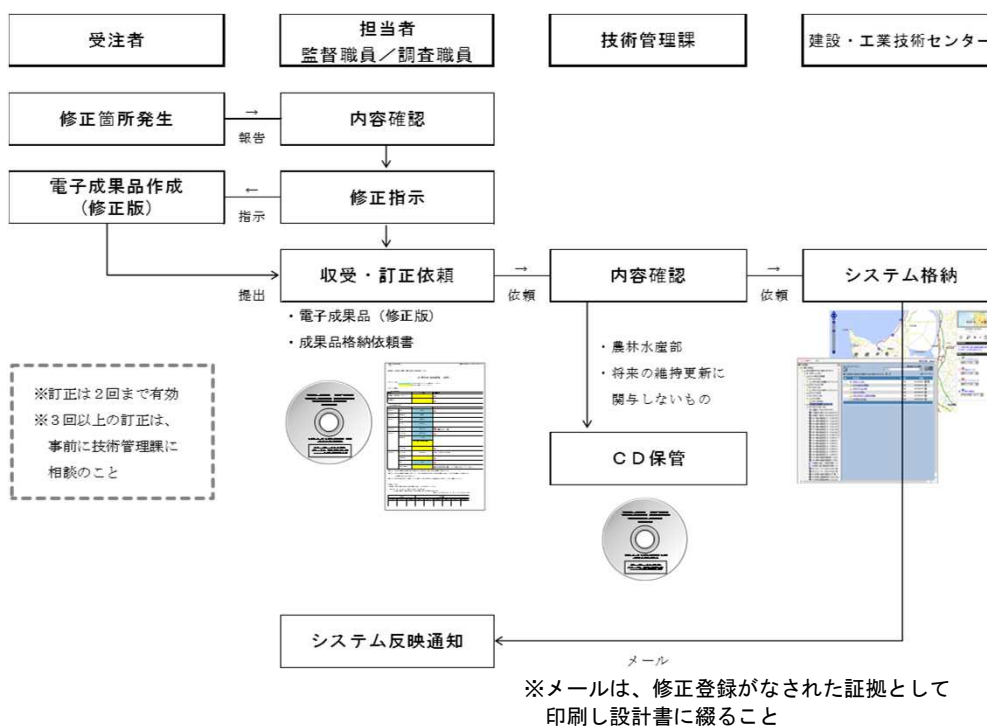 受注者
担当者
監督職員／調査職員
技術管理課
建設・工業技術センター
修正箇所発生
→
報告
内容確認
電子成果品作成
（修正版）
←
指示
修正指示
提出
収受・訂正依頼
→
依頼
内容確認
→
依頼
システム格納
・電子成果品（修正版）
・成果品格納依頼書
・農林水産部
・将来の維持更新に
関与しないもの
※訂正は２回まで有効
※３回以上の訂正は、
事前に技術管理課に
相談のこと
ＣＤ保管
システム反映通知
メール
※メールは、修正登録がなされた証拠として
印刷し設計書に綴ること